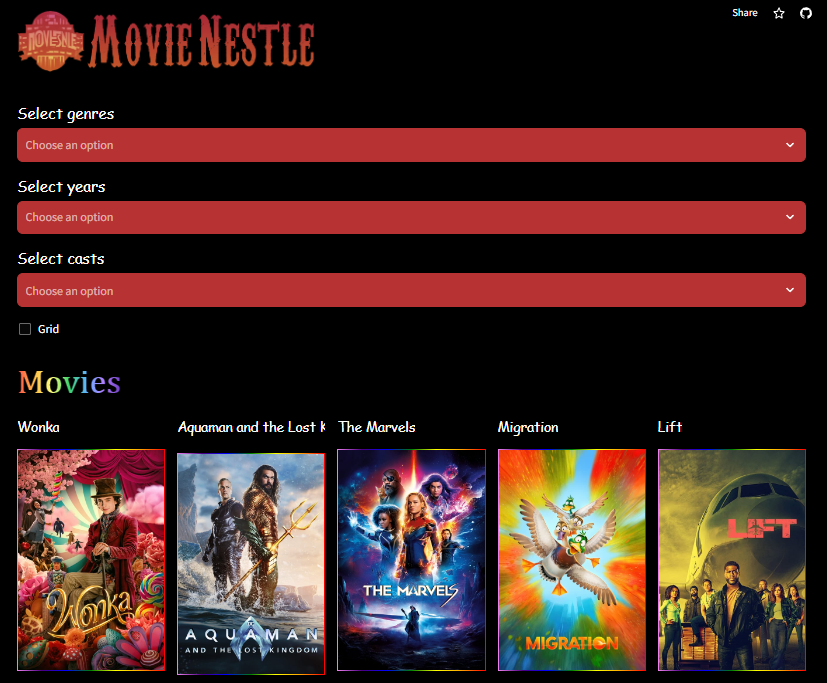 Share
MOVIE NESTLE
Select genres
Choose an option
Select years
Choose an option
Select casts
Choose an option
Grid
Movies
Wonka
Aquaman and the Lost K
The Marvels
Migration
Lift
Wonka
AQUAMAN
AND THE LOST KINGDOM
THE MARVELS
MIGRATION
LIFT